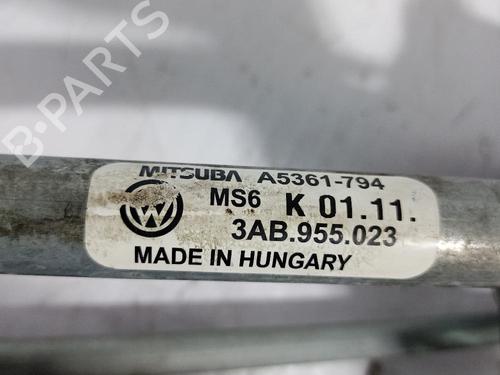 B-PARTS
MITSUBA A5361-794
MS6 K 01.11.
3AB.955.023
MADE IN HUNGARY